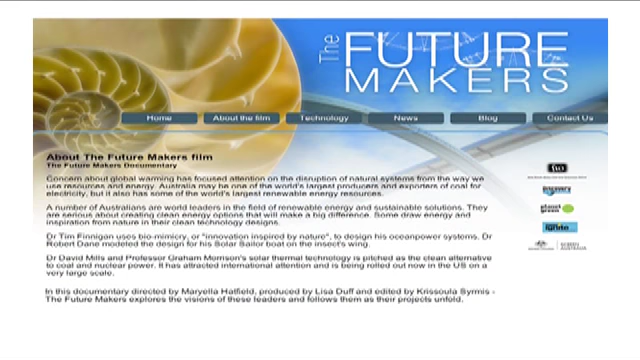 The FUTURE
MAKERS
Home About the film Technology News Blog Contact Us
About The Future Makers film
The Future Makers Documentary
Concern about global warming has focused attention on the disruption of natural systems from the way we
use resources and energy. Australia may be one of the world's largest producers and exporters of coal for
electricity, but it also has some of the world's largest renewable energy resources.
A number of Australians are world leaders in the field of renewable energy and sustainable solutions. They
are serious about creating clean energy options that will make a big difference. Some draw energy and
inspiration from nature in their clean technology designs.
Dr Tim Finnigan uses bio-mimicry, or "innovation inspired by nature", to design his oceanpower systems. Dr
Robert Dane modeled the design for his Solar Sailor boat on the insect's wing.
Dr David Mills and Professor Graham Morrison's solar thermal technology is pitched as the clean alternative
to coal and nuclear power. It has attracted international attention and is being rolled out now in the US on a
very large scale.
In this documentary directed by Maryella Hatfield, produced by Lisa Duff and edited by Krissoula Syrmis -
The Future Makers explores the visions of these leaders and follows them as their projects unfold.
discovery
planet green
SCREEN
AUSTRALIA